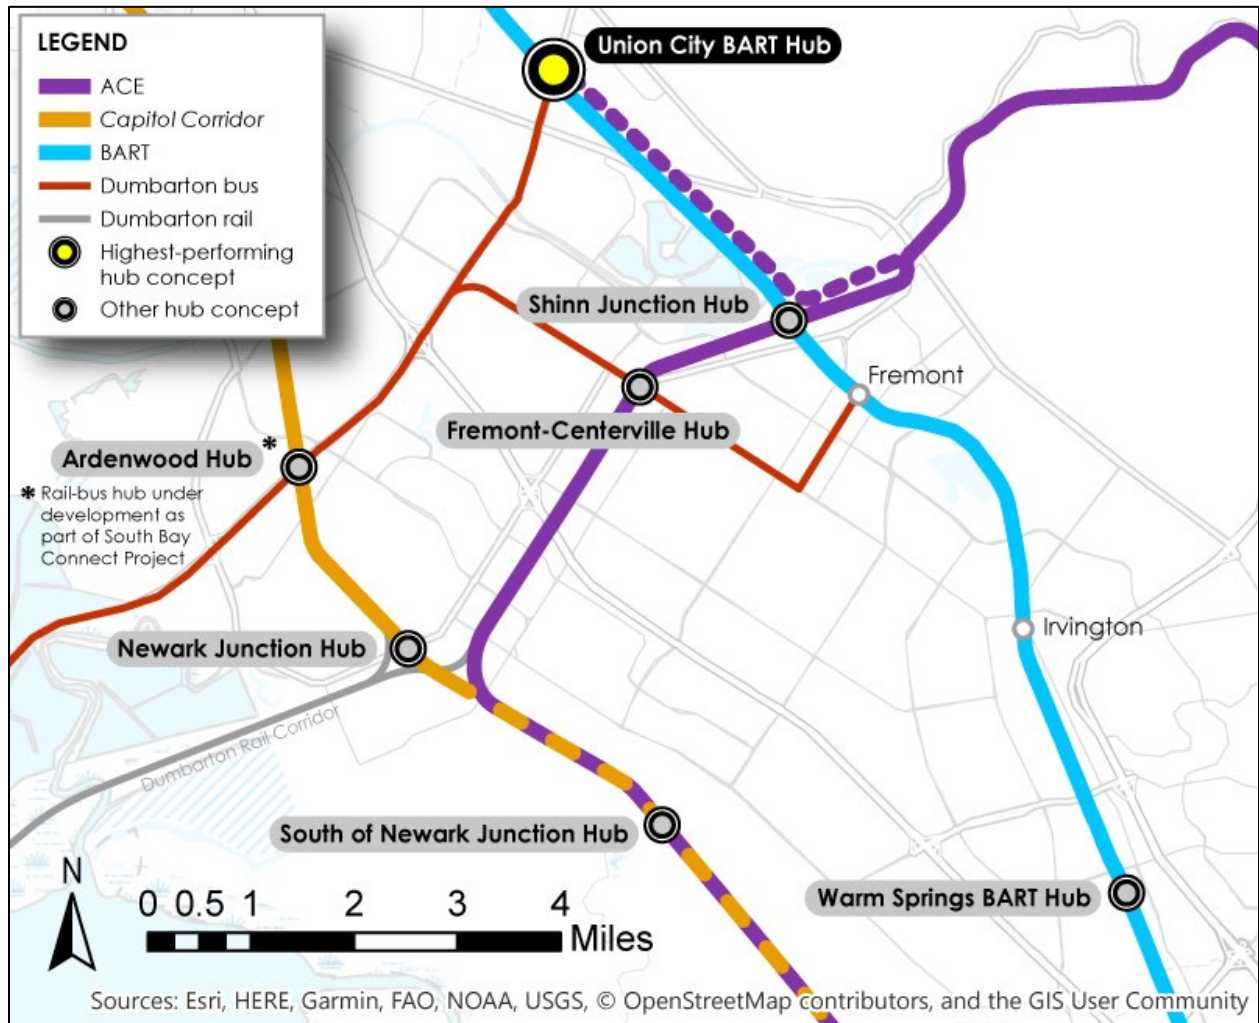 LEGEND
ACE
Capitol Corridor
BART
Dumbarton bus
Dumbarton rail
Highest-performing
hub concept
Other hub concept
Union City BART Hub
Shinn Junction Hub
Fremont
Fremont-Centerville Hub
Ardenwood Hub *
* Rail-bus hub under
development as
part of South Bay
Connect Project
Irvington
Newark Junction Hub
Dumbarton Rail Corridor
South of Newark Junction Hub
Warm Springs BART Hub
N
0 0.5 1 2 3 4
Miles
Sources: Esri, HERE, Garmin, FAO, NOAA, USGS, © OpenStreetMap contributors, and the GIS User Community